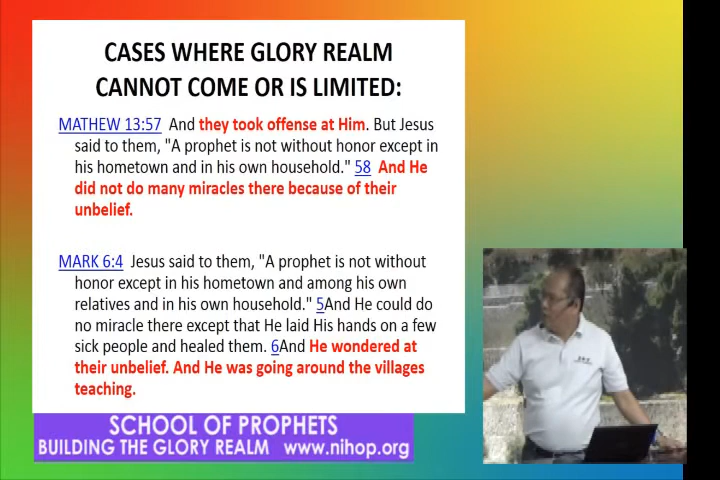 CASES WHERE GLORY REALM
CANNOT COME OR IS LIMITED:
MATHEW 13:57 And they took offense at Him. But Jesus
said to them, "A prophet is not without honor except in
his hometown and in his own household." 58 And He
did not do many miracles there because of their
unbelief.
MARK 6:4 Jesus said to them, "A prophet is not without
honor except in his hometown and among his own
relatives and in his own household." 5And He could do
no miracle there except that He laid His hands on a few
sick people and healed them. 6And He wondered at
their unbelief. And He was going around the villages
teaching.
SCHOOL OF PROPHETS
BUILDING THE GLORY REALM www.nihop.org